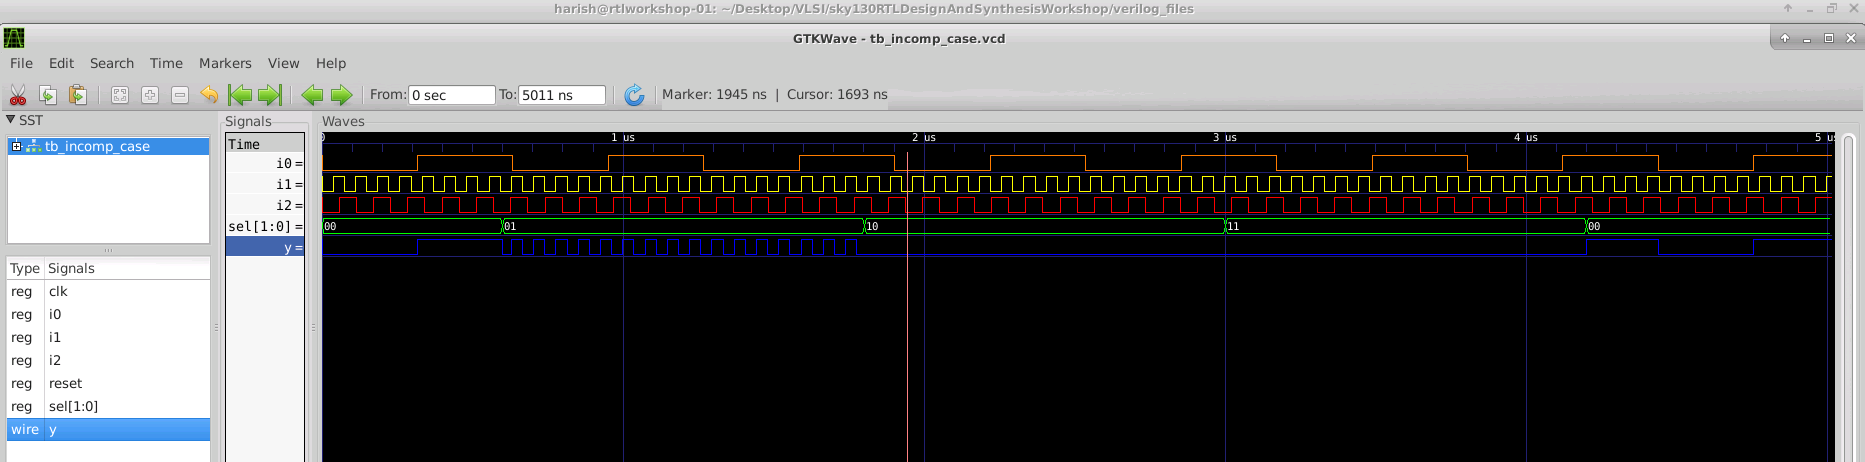 harish@rtlworkshop-01: ~/Desktop/VLSI/sky130RTLDesignAndSynthesisWorkshop/verilog_files
GTKWave - tb_incomp_case.vcd
File Edit Search Time Markers View Help
From: 0 sec To: 5011 ns Marker: 1945 ns | Cursor: 1693 ns
SST
tb_incomp_case
Type Signals
reg clk
reg i0
reg i1
reg i2
reg reset
reg sel[1:0]
wire y
Signals
Time
i0 =
i1 =
i2 =
sel[1:0] =
y =
Waves
0 1 us 2 us 3 us 4 us 5 u
00 01 10 11 00